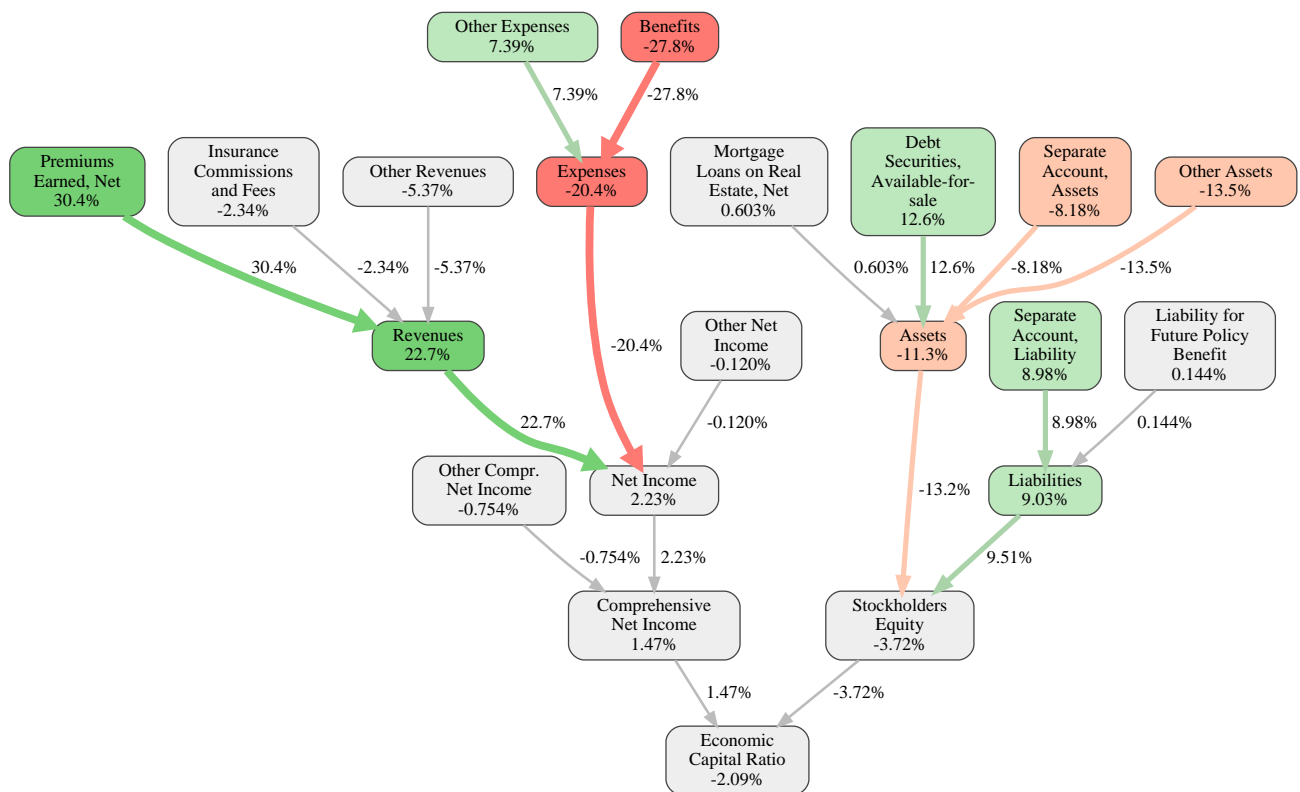 Other Expenses
7.39%
Benefits
-27.8%
7.39%
-27.8%
Premiums
Earned, Net
30.4%
Insurance
Commissions
and Fees
-2.34%
Other Revenues
-5.37%
Expenses
-20.4%
Mortgage
Loans on Real
Estate, Net
0.603%
Debt
Securities,
Available-for-
sale
12.6%
Separate
Account,
Assets
-8.18%
Other Assets
-13.5%
30.4%
-2.34%
-5.37%
0.603%
12.6%
-8.18%
-13.5%
Revenues
22.7%
-20.4%
Other Net
Income
-0.120%
Assets
-11.3%
Separate
Account,
Liability
8.98%
Liability for
Future Policy
Benefit
0.144%
22.7%
-0.120%
8.98%
0.144%
Other Compr.
Net Income
-0.754%
Net Income
2.23%
-13.2%
Liabilities
9.03%
-0.754%
2.23%
9.51%
Comprehensive
Net Income
1.47%
Stockholders
Equity
-3.72%
1.47%
-3.72%
Economic
Capital Ratio
-2.09%